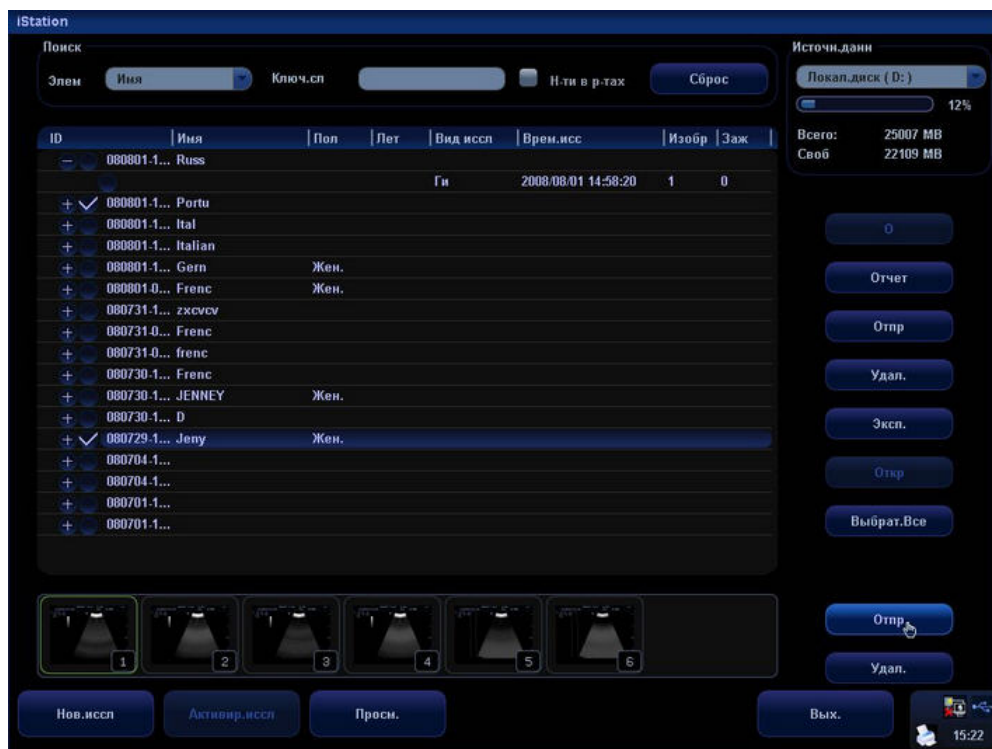 iStation
Поиск
Источн.данн
Элем Имя Ключ.сл Н-ти в р-тах Сброс
Локал.диск ( D: )
12%
Всего: 25007 MB
Своб 22109 MB
ID Имя Пол Лет Вид иссл Врем.исс Изобр Заж
080801-1... Russ
Ги 2008/08/01 14:58:20 1 0
080801-1... Portu
080801-1... Ital
080801-1... Italian
080801-1... Gern Жен.
080801-0... Frenc Жен.
080731-1... zxcvcv
080731-0... Frenc
080731-0... frenc
080730-1... Frenc
080730-1... JENNEY Жен.
080730-1... D
080729-1... Jeny Жен.
080704-1...
080704-1...
080701-1...
080701-1...
О
Отчет
Отпр
Удал.
Эксп.
Откр
Выбрат.Все
1 2 3 4 5 6
Отпр.
Удал.
Нов.иссл Активир.иссл Просм. Вых.
15:22